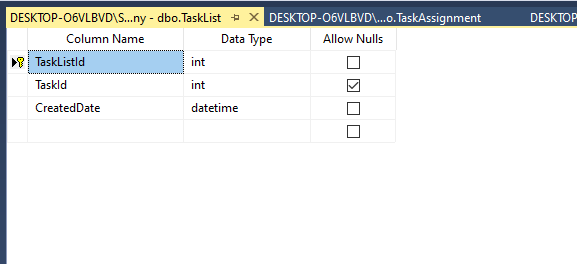 DESKTOP-O6VLBVD\S...ny - dbo.TaskList DESKTOP-O6VLBVD\...o.TaskAssignment DESKTOP
Column Name Data Type Allow Nulls
TaskListId int
TaskId int
CreatedDate datetime